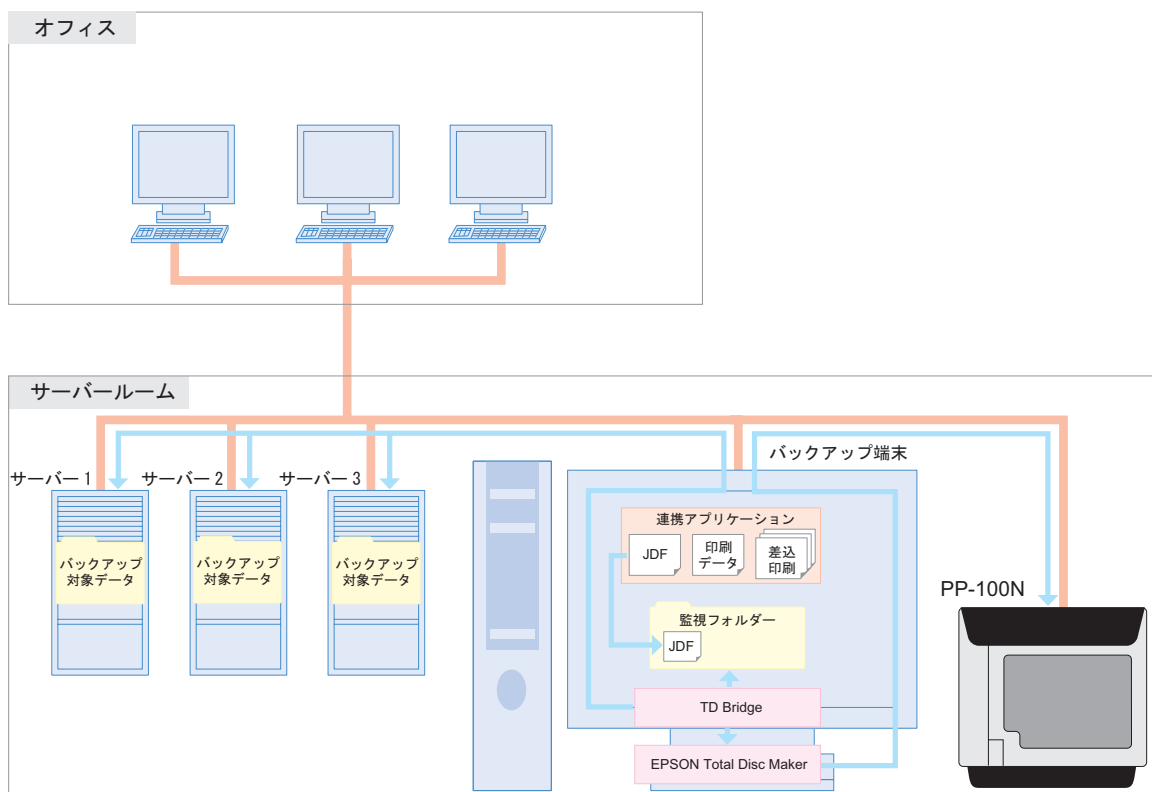 オフィス
サーバールーム
サーバー 1
サーバー 2
サーバー 3
バックアップ
対象データ
バックアップ
対象データ
バックアップ
対象データ
バックアップ端末
連携アプリケーション
JDF
印刷
データ
差込
印刷
監視フォルダー
JDF
TD Bridge
EPSON Total Disc Maker
PP-100N